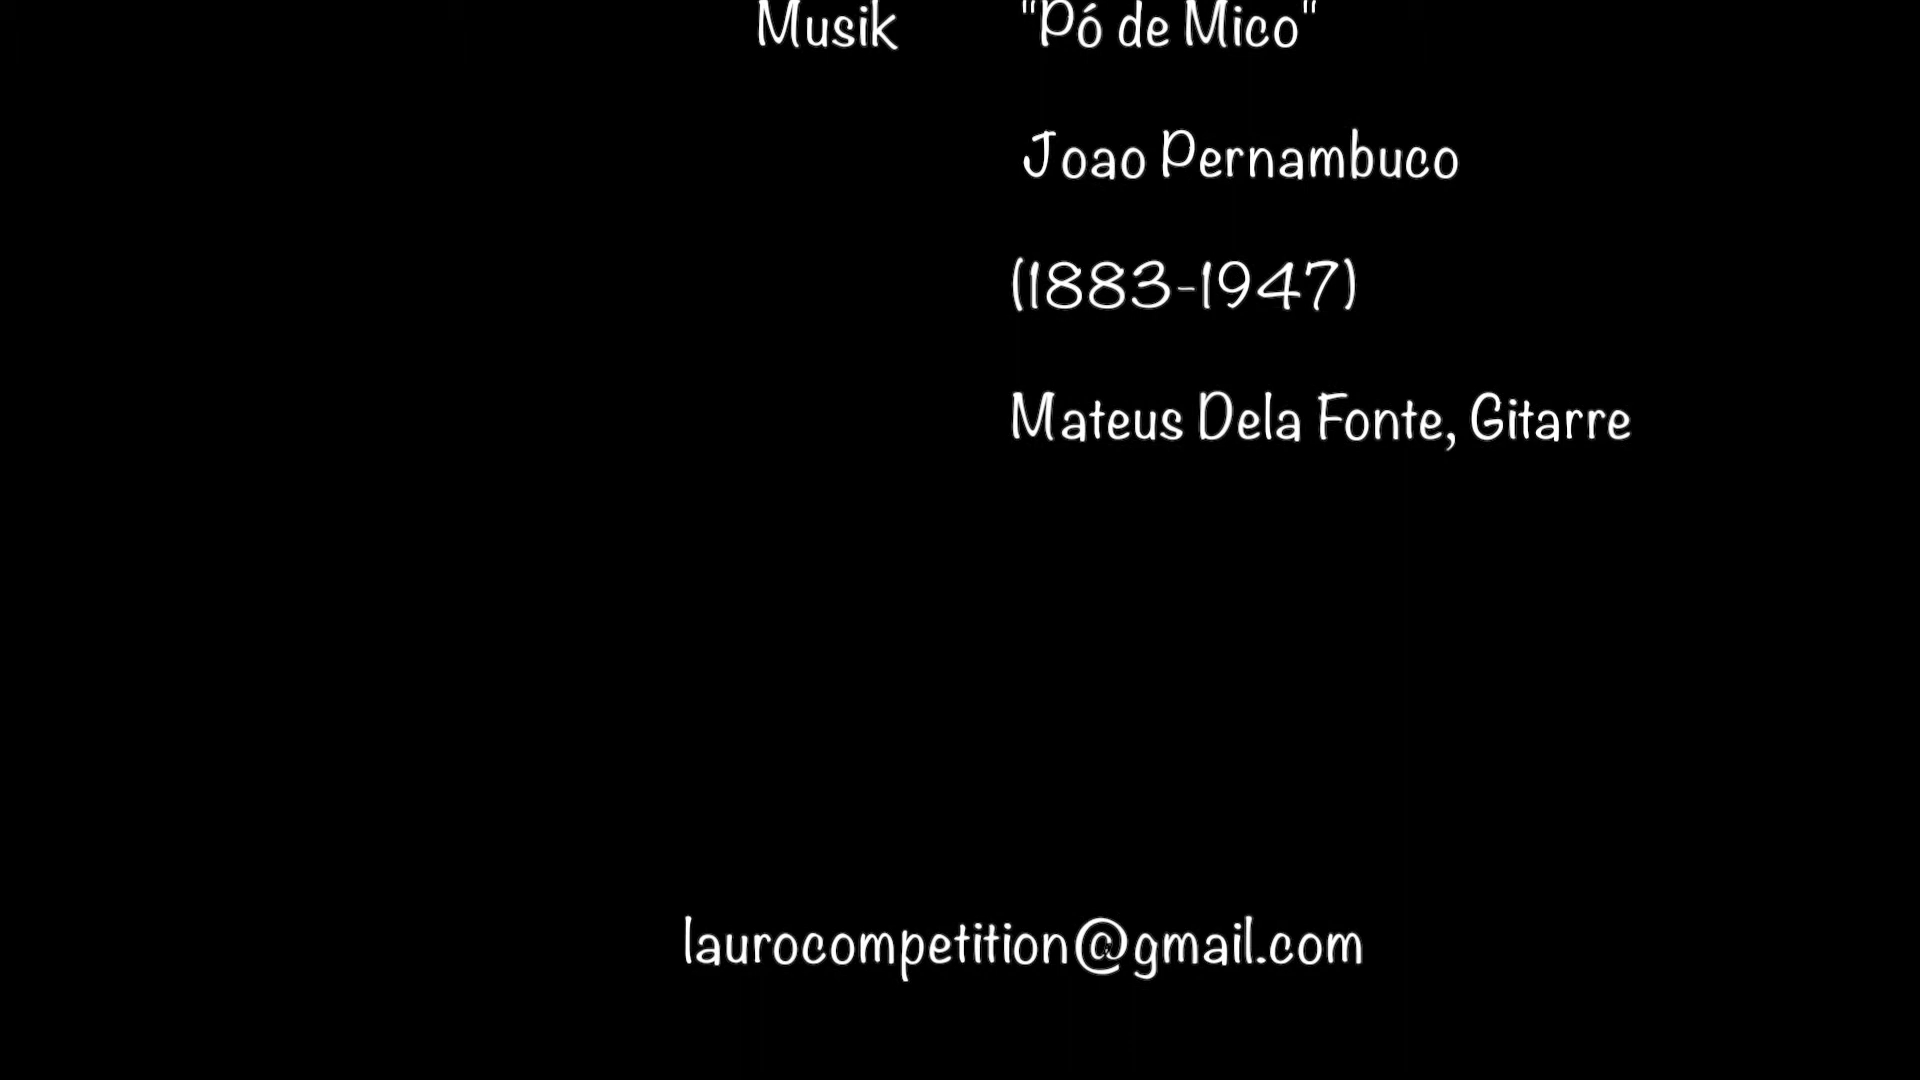 Musik "Pó de Mico"
Joao Pernambuco
(1883-1947)
Mateus Dela Fonte, Gitarre
laurocompetition@gmail.com